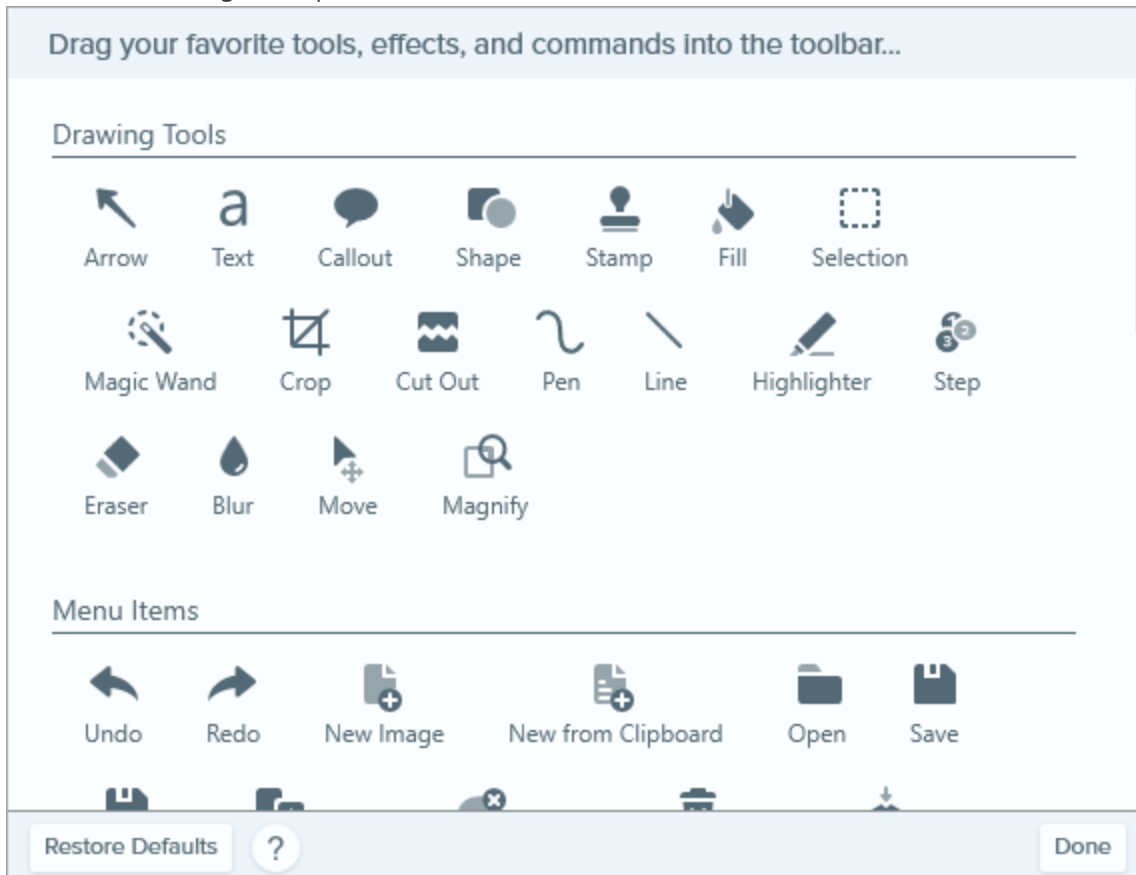 Drag your favorite tools, effects, and commands into the toolbar...
Drawing Tools
a
Arrow Text Callout Shape Stamp Fill Selection
Magic Wand Crop Cut Out Pen Line Highlighter Step
Eraser Blur Move Magnify
Menu Items
Undo Redo New Image New from Clipboard Open Save
Restore Defaults ? Done